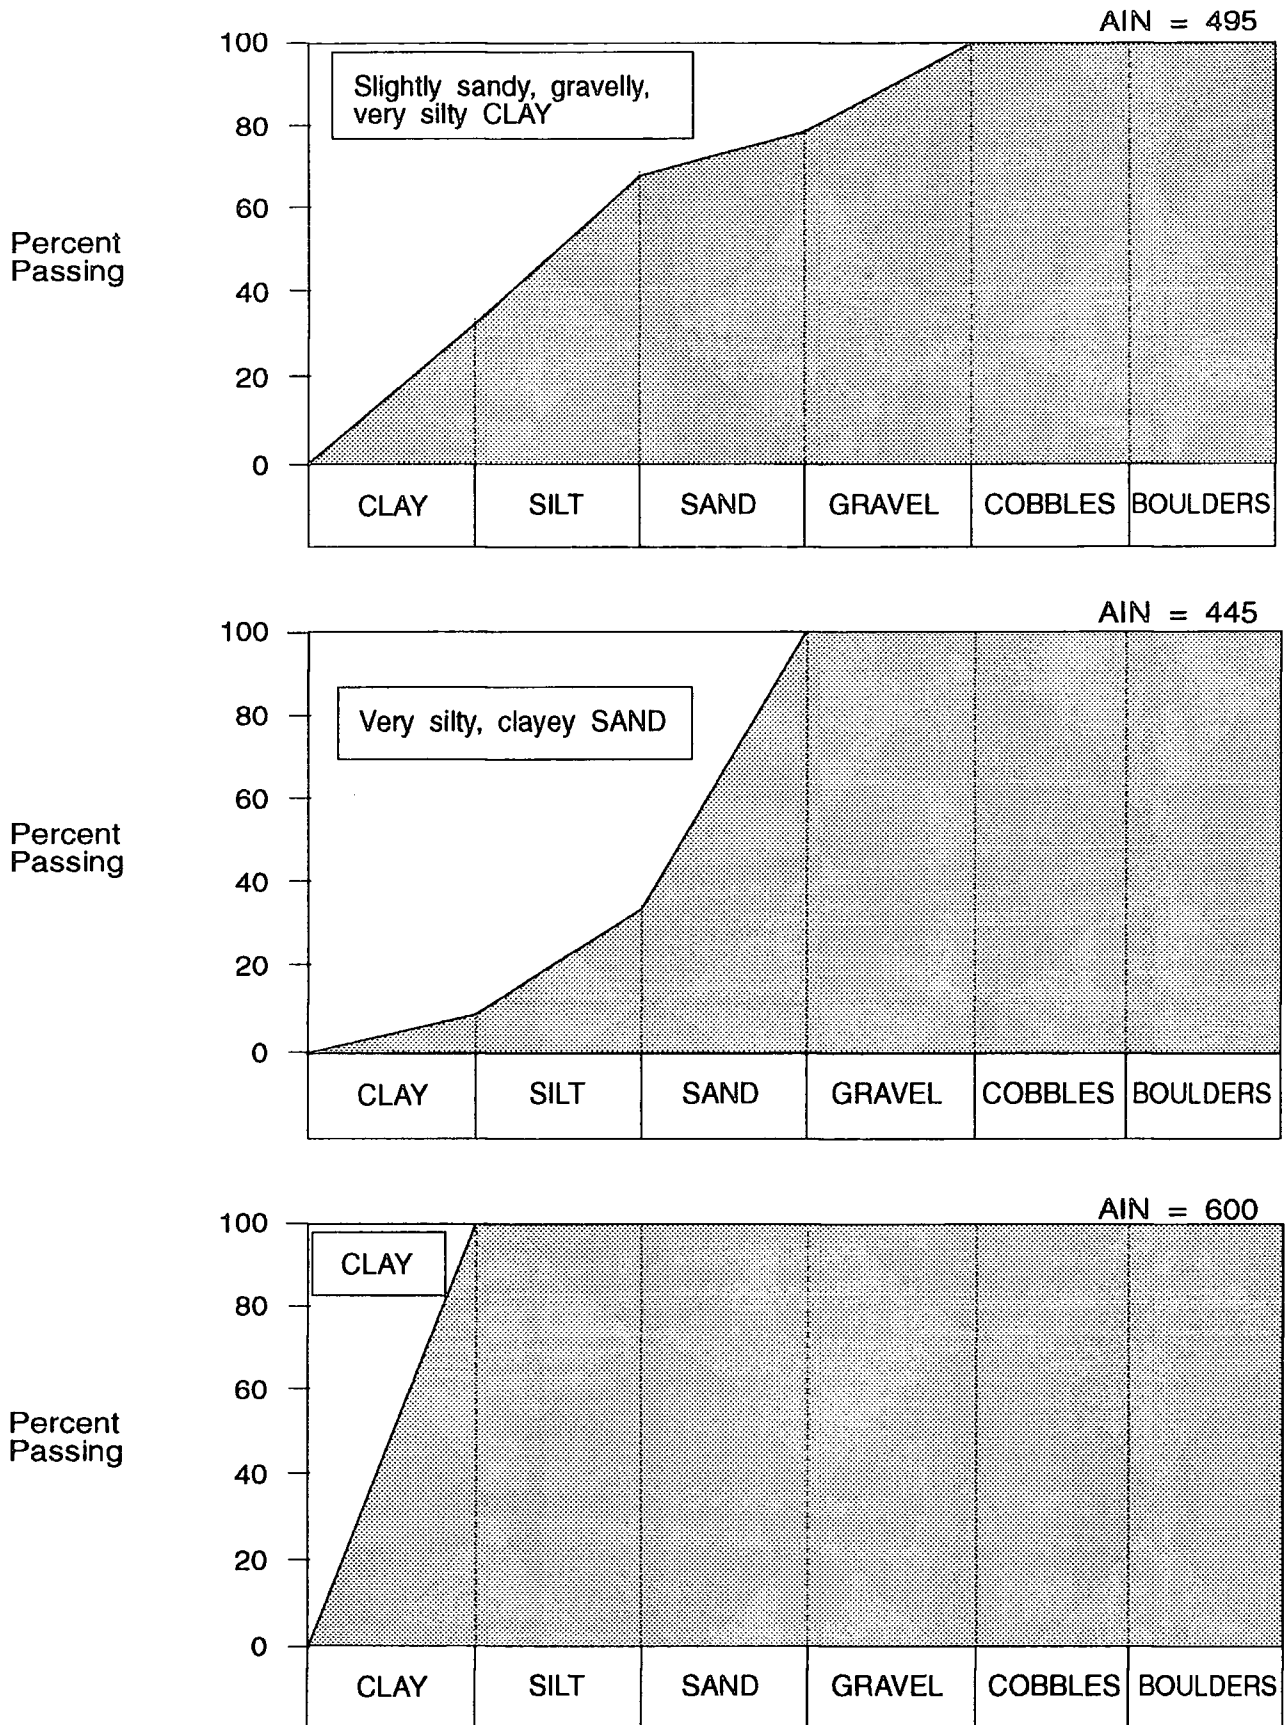 AIN = 495
100
Slightly sandy, gravelly,
very silty CLAY
80
60
Percent
Passing
40
20
0
CLAY SILT SAND GRAVEL COBBLES BOULDERS
AIN = 445
100
80
Very silty, clayey SAND
60
Percent
Passing
40
20
0
CLAY SILT SAND GRAVEL COBBLES BOULDERS
AIN = 600
100
CLAY
80
60
Percent
Passing
40
20
0
CLAY SILT SAND GRAVEL COBBLES BOULDERS